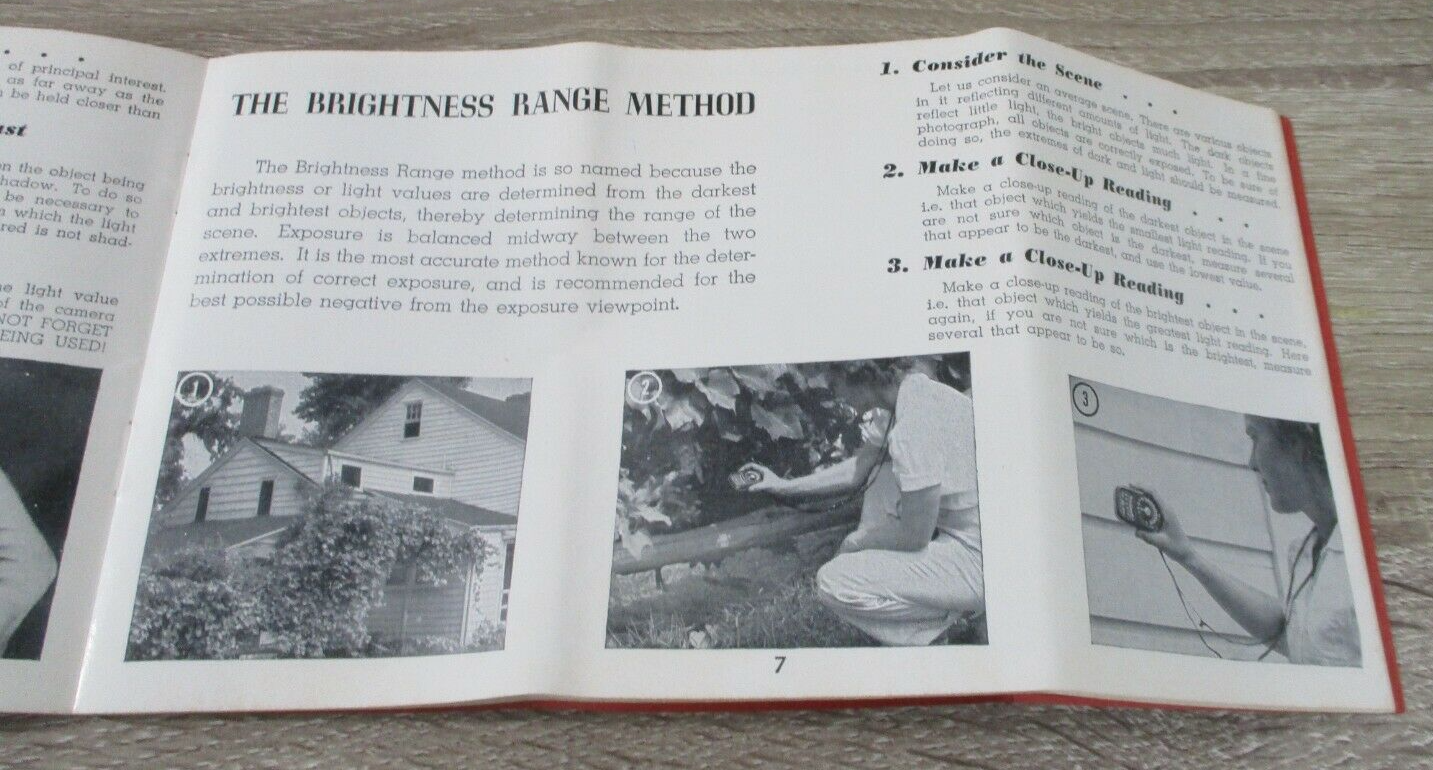 • • •
of principal interest.
as far away as the
be held closer than
st
n the object being
hadow. To do so
be necessary to
n which the light
red is not shad-
e light value
of the camera
NOT FORGET
EING USED!
THE BRIGHTNESS RANGE METHOD
The Brightness Range method is so named because the
brightness or light values are determined from the darkest
and brightest objects, thereby determining the range of the
scene. Exposure is balanced midway between the two
extremes. It is the most accurate method known for the deter-
mination of correct exposure, and is recommended for the
best possible negative from the exposure viewpoint.
1. Consider the Scene . . .
Let us consider an average scene. There are various objects
in it reflecting different amounts of light. The dark objects
reflect little light, the bright objects much light. In a fine
photograph, all objects are correctly exposed. To be sure of
doing so, the extremes of dark and light should be measured.
2. Make a Close-Up Reading . . .
Make a close-up reading of the darkest object in the scene
i.e. that object which yields the smallest light reading. If you
are not sure which object is the darkest, measure several
that appear to be the darkest, and use the lowest value.
3. Make a Close-Up Reading . . .
Make a close-up reading of the brightest object in the scene,
i.e. that object which yields the greatest light reading. Here
again, if you are not sure which is the brightest, measure
several that appear to be so.
1
2
3
7